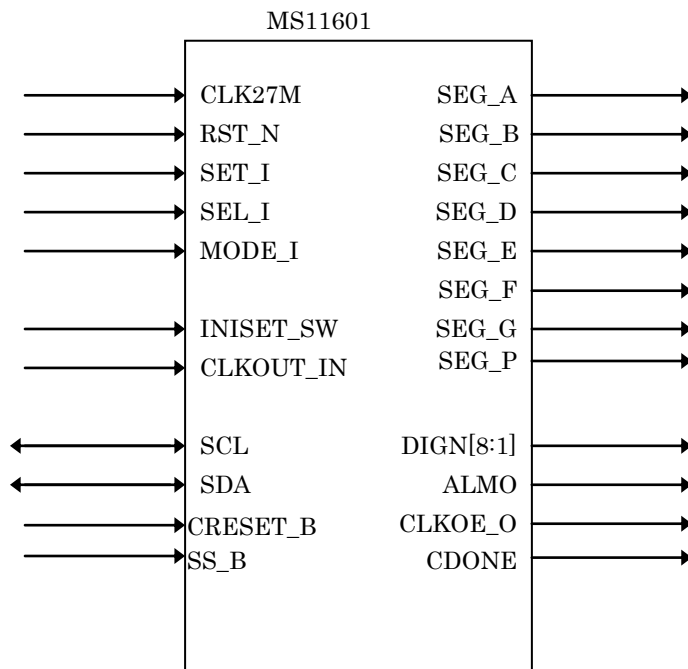 MS11601
CLK27M SEG_A
RST_N SEG_B
SET_I SEG_C
SEL_I SEG_D
MODE_I SEG_E
SEG_F
INISET_SW SEG_G
CLKOUT_IN SEG_P
SCL DIGN[8:1]
SDA ALMO
CRESET_B CLKOE_O
SS_B CDONE